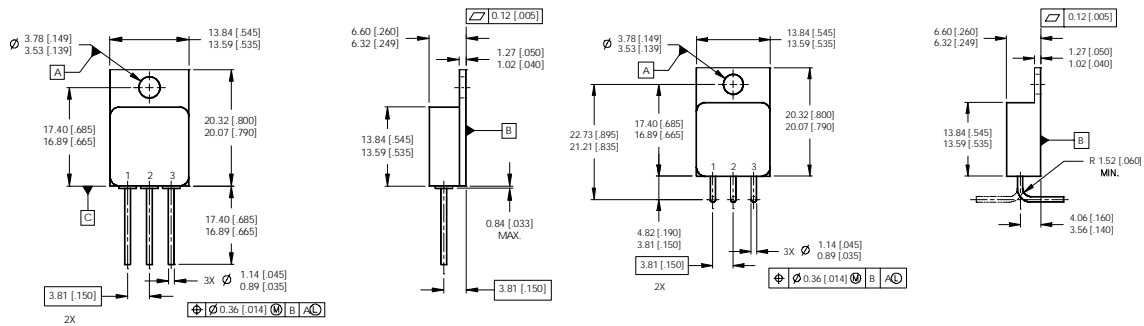 0.12 [.005]
6.60 [.260]
6.32 [.249]
1.27 [.050]
1.02 [.040]
Ø 3.78 [.149]
3.53 [.139]
13.84 [.545]
13.59 [.535]
A
17.40 [.685]
16.89 [.665]
20.32 [.800]
20.07 [.790]
13.84 [.545]
13.59 [.535]
B
1 2 3
C
17.40 [.685]
16.89 [.665]
0.84 [.033]
MAX.
3X Ø 1.14 [.045]
0.89 [.035]
3.81 [.150]
2X
3.81 [.150]
⌖ Ø 0.36 [.014] Ⓜ B A Ⓛ
0.12 [.005]
6.60 [.260]
6.32 [.249]
1.27 [.050]
1.02 [.040]
Ø 3.78 [.149]
3.53 [.139]
13.84 [.545]
13.59 [.535]
A
22.73 [.895]
21.21 [.835]
17.40 [.685]
16.89 [.665]
20.32 [.800]
20.07 [.790]
13.84 [.545]
13.59 [.535]
B
1 2 3
R 1.52 [.060]
MIN.
4.82 [.190]
3.81 [.150]
4.06 [.160]
3.56 [.140]
3.81 [.150]
2X
3X Ø 1.14 [.045]
0.89 [.035]
⌖ Ø 0.36 [.014] Ⓜ B A Ⓛ